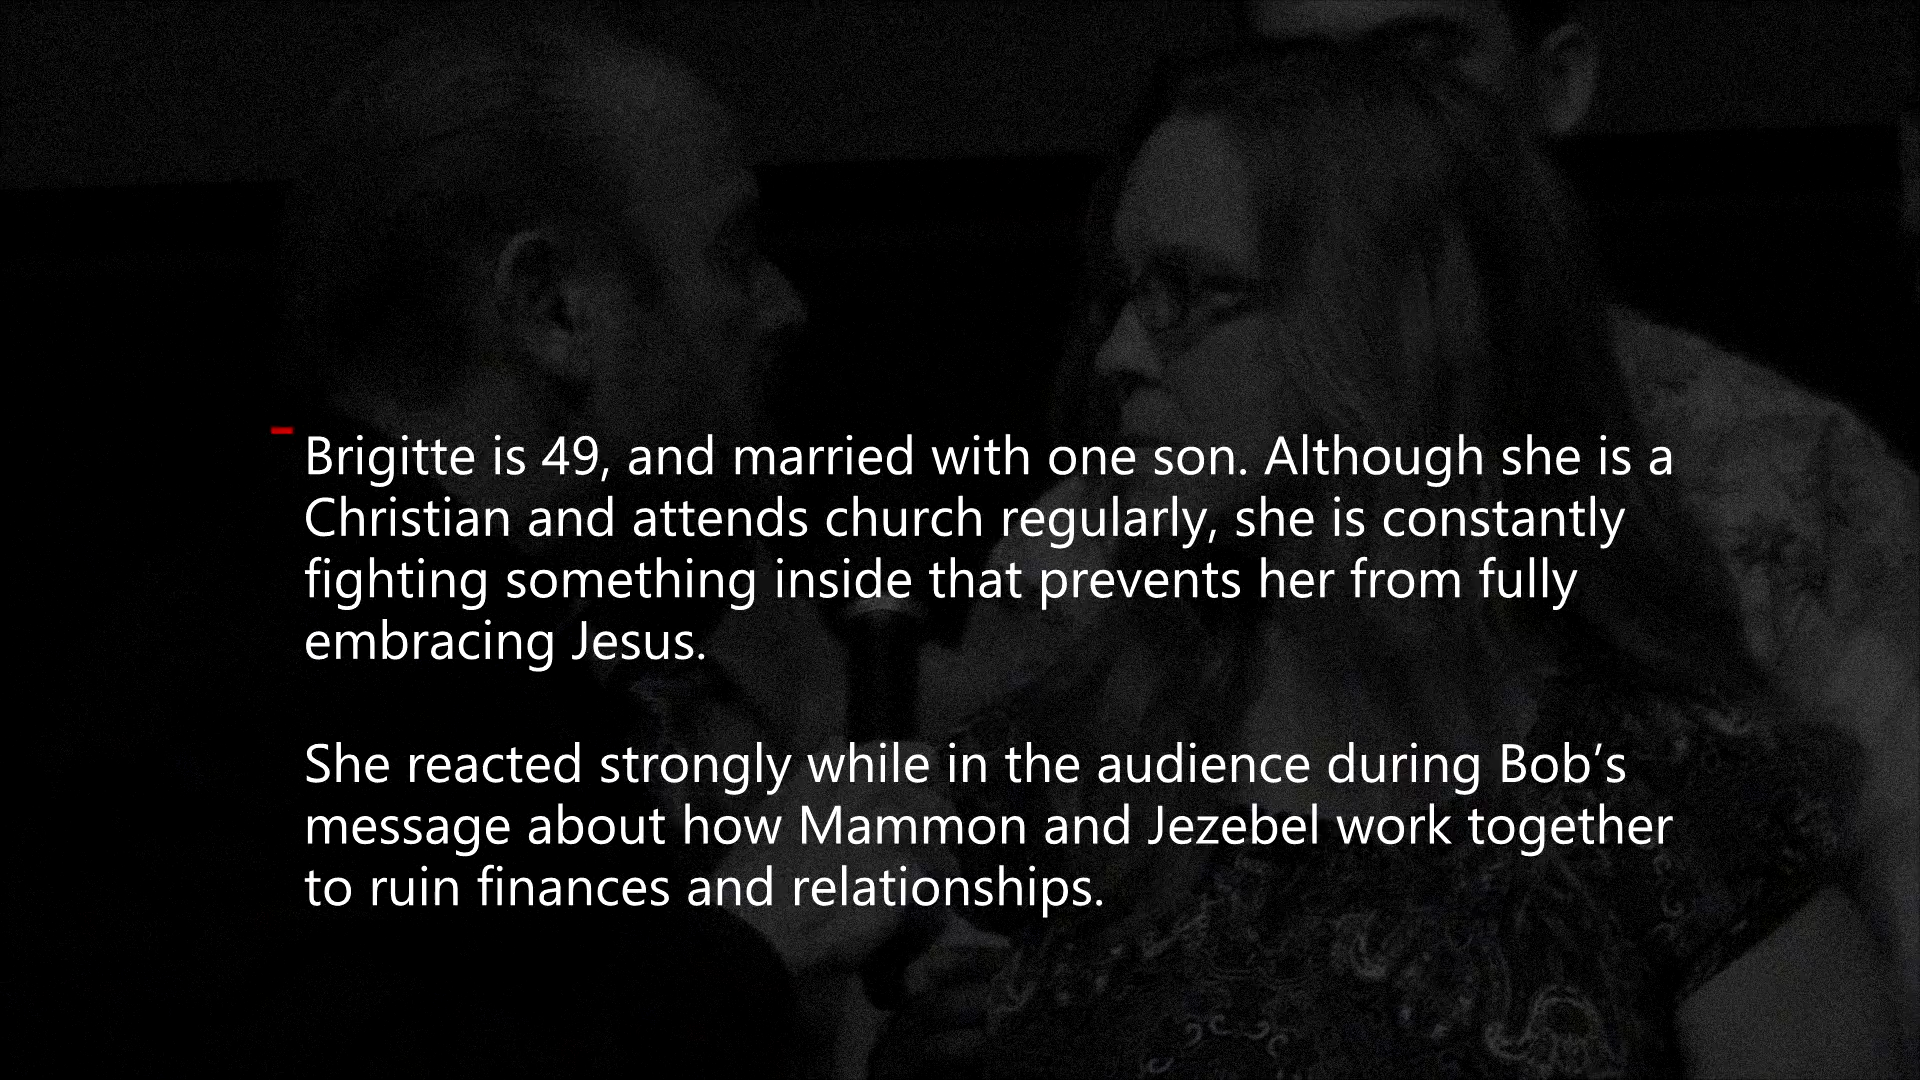 Brigitte is 49, and married with one son. Although she is a
Christian and attends church regularly, she is constantly
fighting something inside that prevents her from fully
embracing Jesus.
She reacted strongly while in the audience during Bob’s
message about how Mammon and Jezebel work together
to ruin finances and relationships.